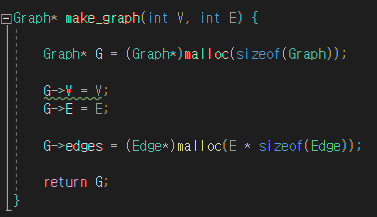 Graph* make_graph(int V, int E) {
Graph* G = (Graph*)malloc(sizeof(Graph));
G->V = V;
G->E = E;
G->edges = (Edge*)malloc(E * sizeof(Edge));
return G;
}